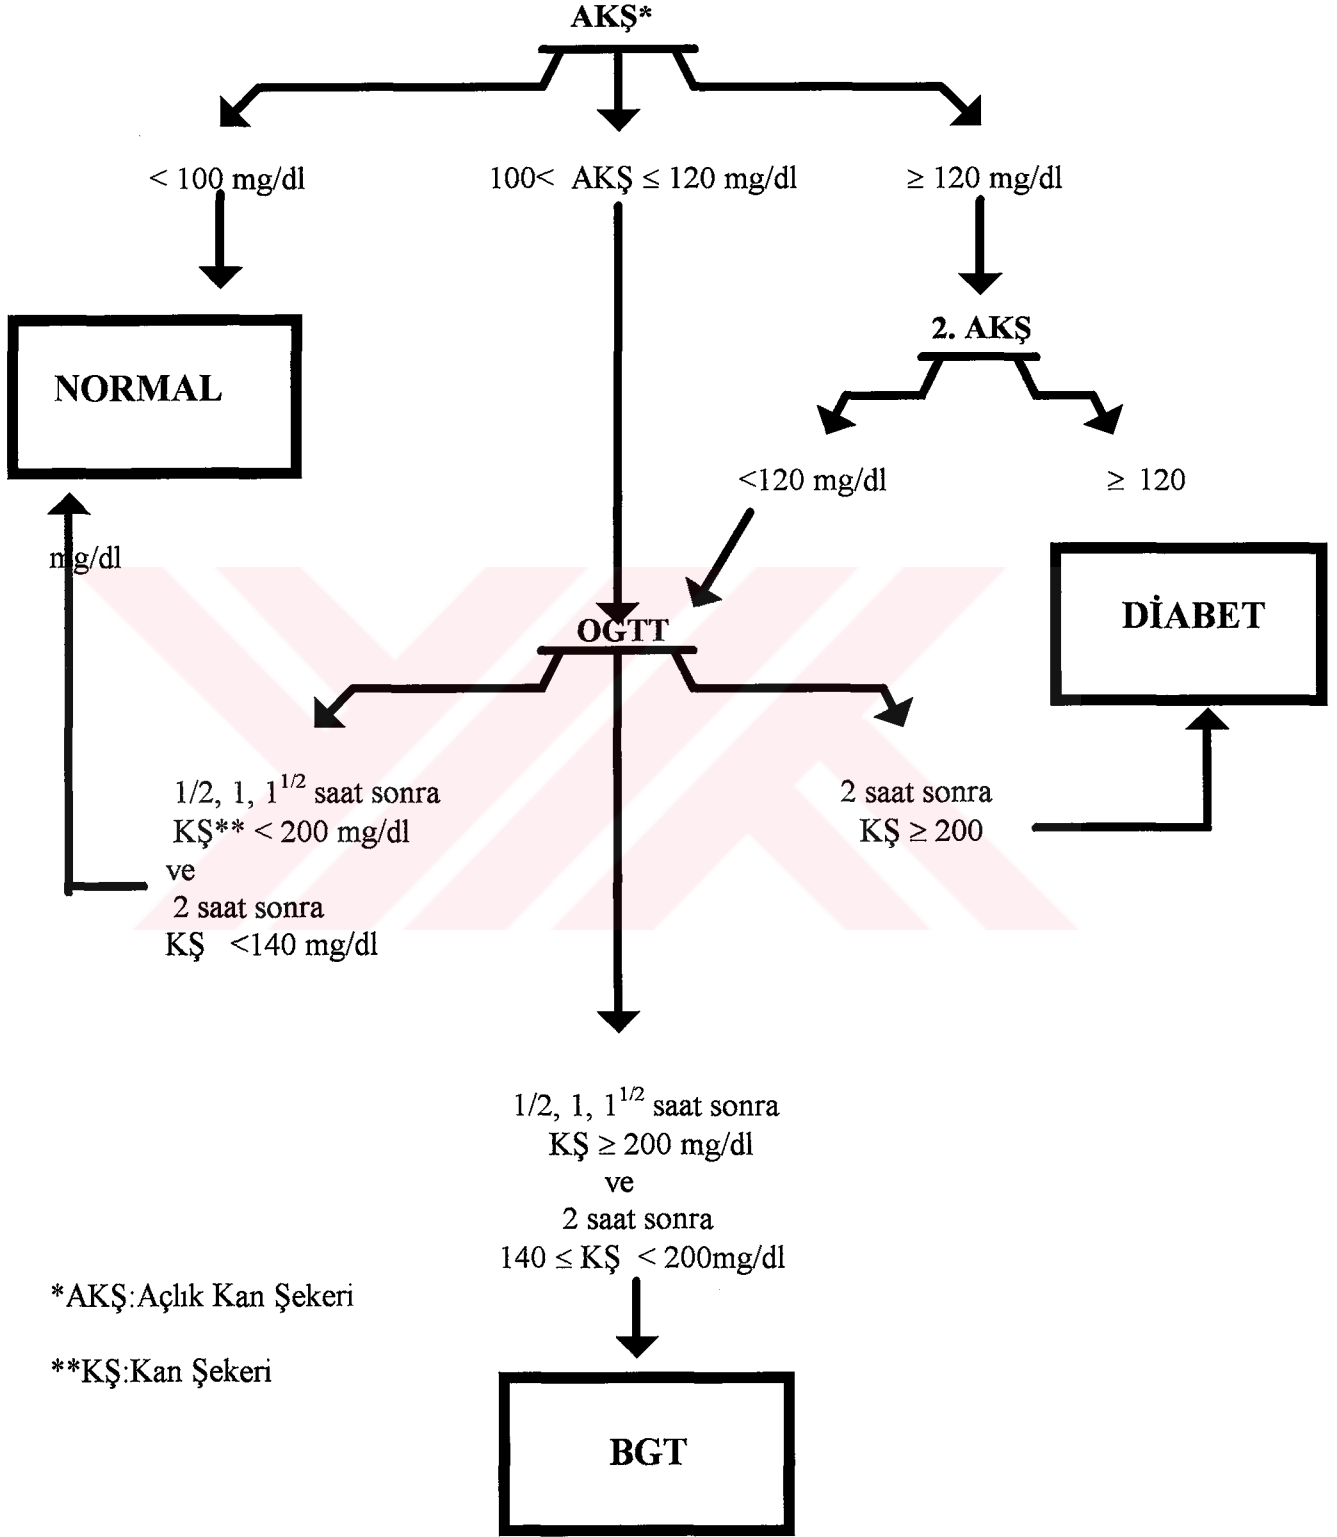 AKŞ*
< 100 mg/dl
100< AKŞ ≤ 120 mg/dl
≥ 120 mg/dl
2. AKŞ
NORMAL
<120 mg/dl
≥ 120
mg/dl
DİABET
OGTT
1/2, 1, 1^1/2 saat sonra
KŞ** < 200 mg/dl
ve
2 saat sonra
KŞ <140 mg/dl
2 saat sonra
KŞ ≥ 200
1/2, 1, 1^1/2 saat sonra
KŞ ≥ 200 mg/dl
ve
2 saat sonra
140 ≤ KŞ < 200mg/dl
*AKŞ:Açlık Kan Şekeri
**KŞ:Kan Şekeri
BGT